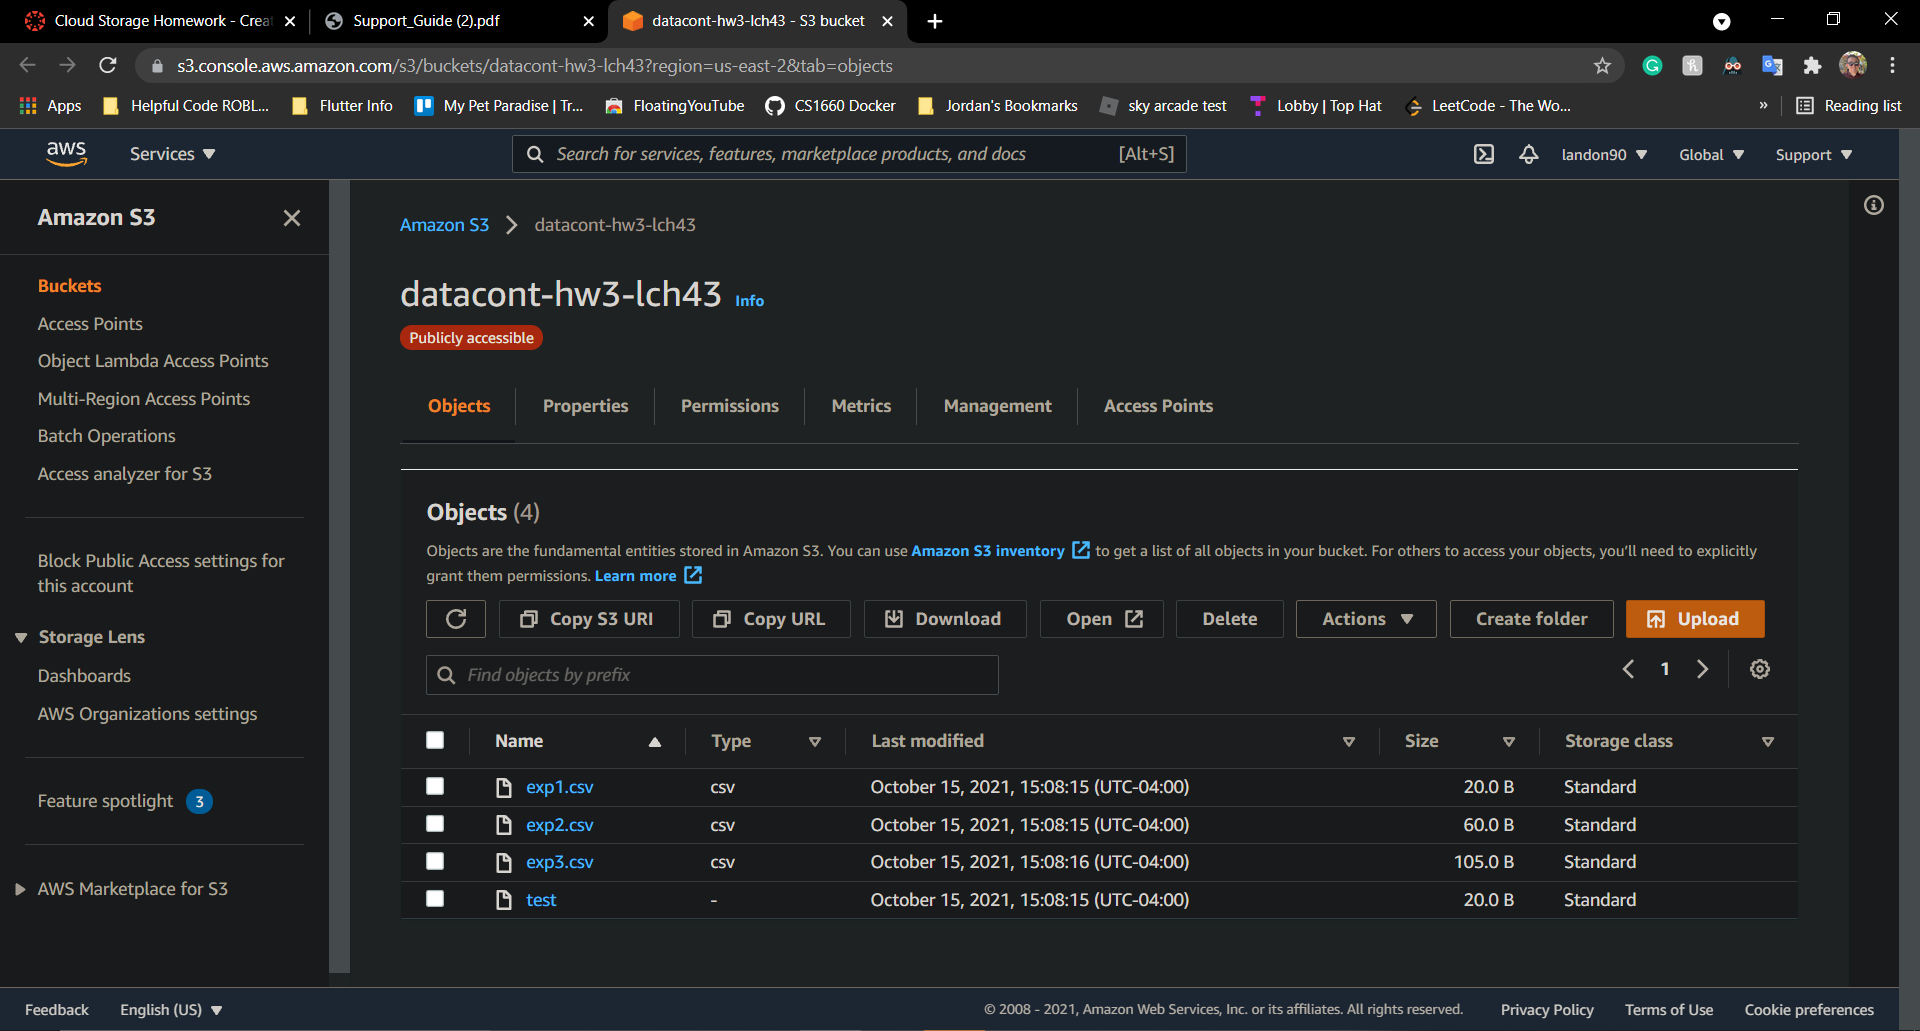 Cloud Storage Homework - Crea
Support_Guide (2).pdf
datacont-hw3-lch43 - S3 bucket
s3.console.aws.amazon.com/s3/buckets/datacont-hw3-lch43?region=us-east-2&tab=objects
Apps
Helpful Code ROBL...
Flutter Info
My Pet Paradise | Tr...
FloatingYouTube
CS1660 Docker
Jordan's Bookmarks
sky arcade test
Lobby | Top Hat
LeetCode - The Wo...
»
Reading list
aws
Services
Search for services, features, marketplace products, and docs
[Alt+S]
landon90
Global
Support
Amazon S3
Buckets
Access Points
Object Lambda Access Points
Multi-Region Access Points
Batch Operations
Access analyzer for S3
Block Public Access settings for
this account
Storage Lens
Dashboards
AWS Organizations settings
Feature spotlight 3
AWS Marketplace for S3
Amazon S3
datacont-hw3-lch43
datacont-hw3-lch43 Info
Publicly accessible
Objects
Properties
Permissions
Metrics
Management
Access Points
Objects (4)
Objects are the fundamental entities stored in Amazon S3. You can use Amazon S3 inventory to get a list of all objects in your bucket. For others to access your objects, you'll need to explicitly
grant them permissions. Learn more
Copy S3 URI
Copy URL
Download
Open
Delete
Actions
Create folder
Upload
Find objects by prefix
1
Name Type Last modified Size Storage class
exp1.csv csv October 15, 2021, 15:08:15 (UTC-04:00) 20.0 B Standard
exp2.csv csv October 15, 2021, 15:08:15 (UTC-04:00) 60.0 B Standard
exp3.csv csv October 15, 2021, 15:08:16 (UTC-04:00) 105.0 B Standard
test - October 15, 2021, 15:08:15 (UTC-04:00) 20.0 B Standard
Feedback
English (US)
© 2008 - 2021, Amazon Web Services, Inc. or its affiliates. All rights reserved.
Privacy Policy
Terms of Use
Cookie preferences